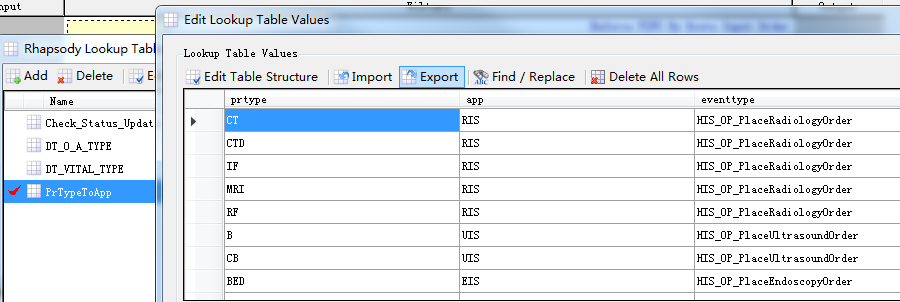 Edit Lookup Table Values
Rhapsody Lookup Tabl
Lookup Table Values
Add Delete
Edit Table Structure Import Export Find / Replace Delete All Rows
Name
Check_Status_Updat
DT_O_A_TYPE
DT_VITAL_TYPE
PrTypeToApp
prtype app eventtype
CT RIS HIS_OP_PlaceRadiologyOrder
CTD RIS HIS_OP_PlaceRadiologyOrder
IF RIS HIS_OP_PlaceRadiologyOrder
MRI RIS HIS_OP_PlaceRadiologyOrder
RF RIS HIS_OP_PlaceRadiologyOrder
B UIS HIS_OP_PlaceUltrasoundOrder
CB UIS HIS_OP_PlaceUltrasoundOrder
BED EIS HIS_OP_PlaceEndoscopyOrder